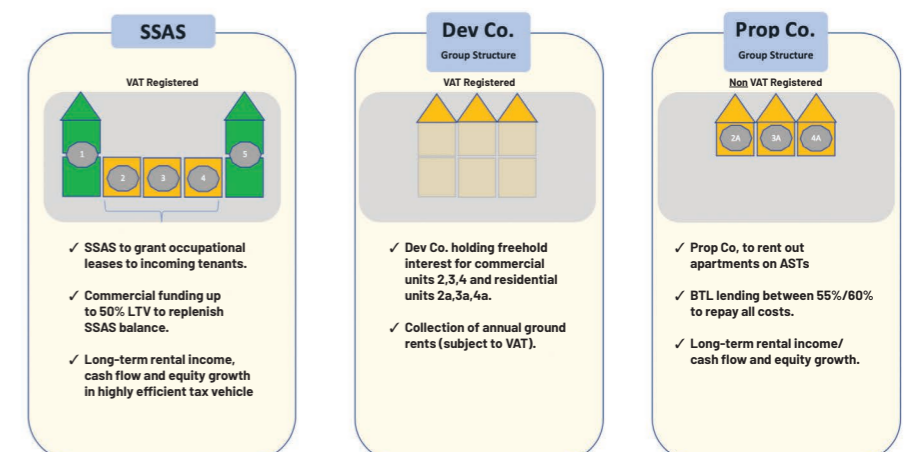 SSAS
VAT Registered
1
5
2
3
4
✓ SSAS to grant occupational
leases to incoming tenants.
✓ Commercial funding up
to 50% LTV to replenish
SSAS balance.
✓ Long-term rental income,
cash flow and equity growth
in highly efficient tax vehicle
Dev Co.
Group Structure
VAT Registered
✓ Dev Co. holding freehold
interest for commercial
units 2,3,4 and residential
units 2a,3a,4a.
✓ Collection of annual ground
rents (subject to VAT).
Prop Co.
Group Structure
Non VAT Registered
2A
3A
4A
✓ Prop Co, to rent out
apartments on ASTs
✓ BTL lending between 55%/60%
to repay all costs.
✓ Long-term rental income/
cash flow and equity growth.